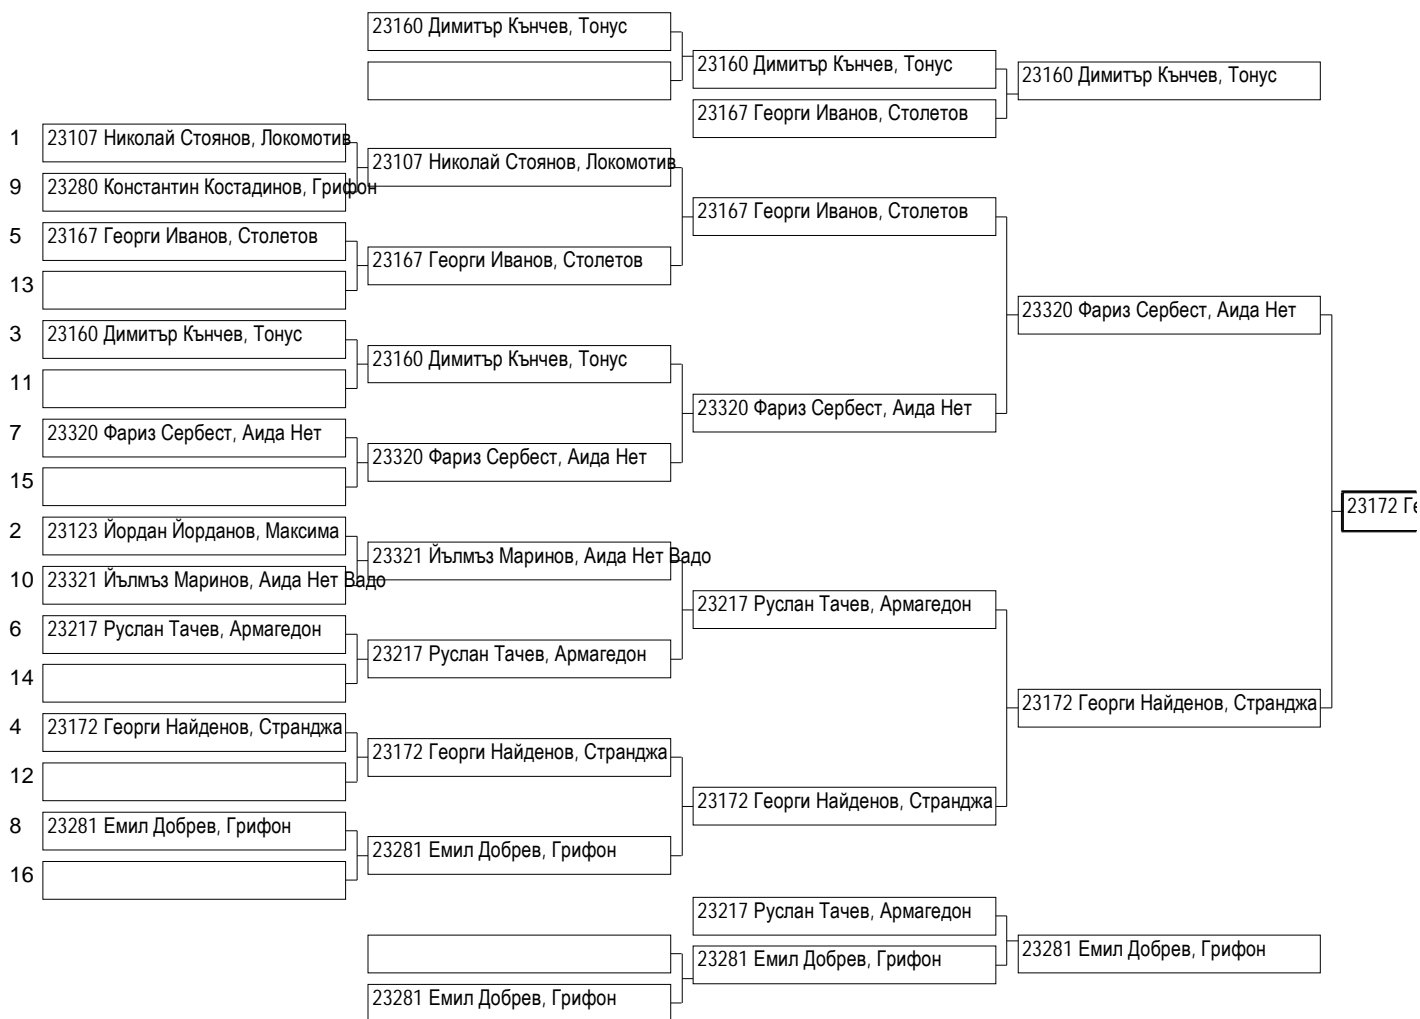 23160 Димитър Кънчев, Тонус
23160 Димитър Кънчев, Тонус
23160 Димитър Кънчев, Тонус
23167 Георги Иванов, Столетов
1 23107 Николай Стоянов, Локомотив
23107 Николай Стоянов, Локомотив
9 23280 Константин Костадинов, Грифон
23167 Георги Иванов, Столетов
5 23167 Георги Иванов, Столетов
23167 Георги Иванов, Столетов
13
23320 Фариз Сербест, Аида Нет
3 23160 Димитър Кънчев, Тонус
23160 Димитър Кънчев, Тонус
11
23320 Фариз Сербест, Аида Нет
7 23320 Фариз Сербест, Аида Нет
23320 Фариз Сербест, Аида Нет
15
23172 Ге
2 23123 Йордан Йорданов, Максима
23321 Йълмъз Маринов, Аида Нет Вадо
10 23321 Йълмъз Маринов, Аида Нет Вадо
23217 Руслан Тачев, Армагедон
6 23217 Руслан Тачев, Армагедон
23217 Руслан Тачев, Армагедон
14
23172 Георги Найденов, Странджа
4 23172 Георги Найденов, Странджа
23172 Георги Найденов, Странджа
12
23172 Георги Найденов, Странджа
8 23281 Емил Добрев, Грифон
23281 Емил Добрев, Грифон
16
23217 Руслан Тачев, Армагедон
23281 Емил Добрев, Грифон
23281 Емил Добрев, Грифон
23281 Емил Добрев, Грифон